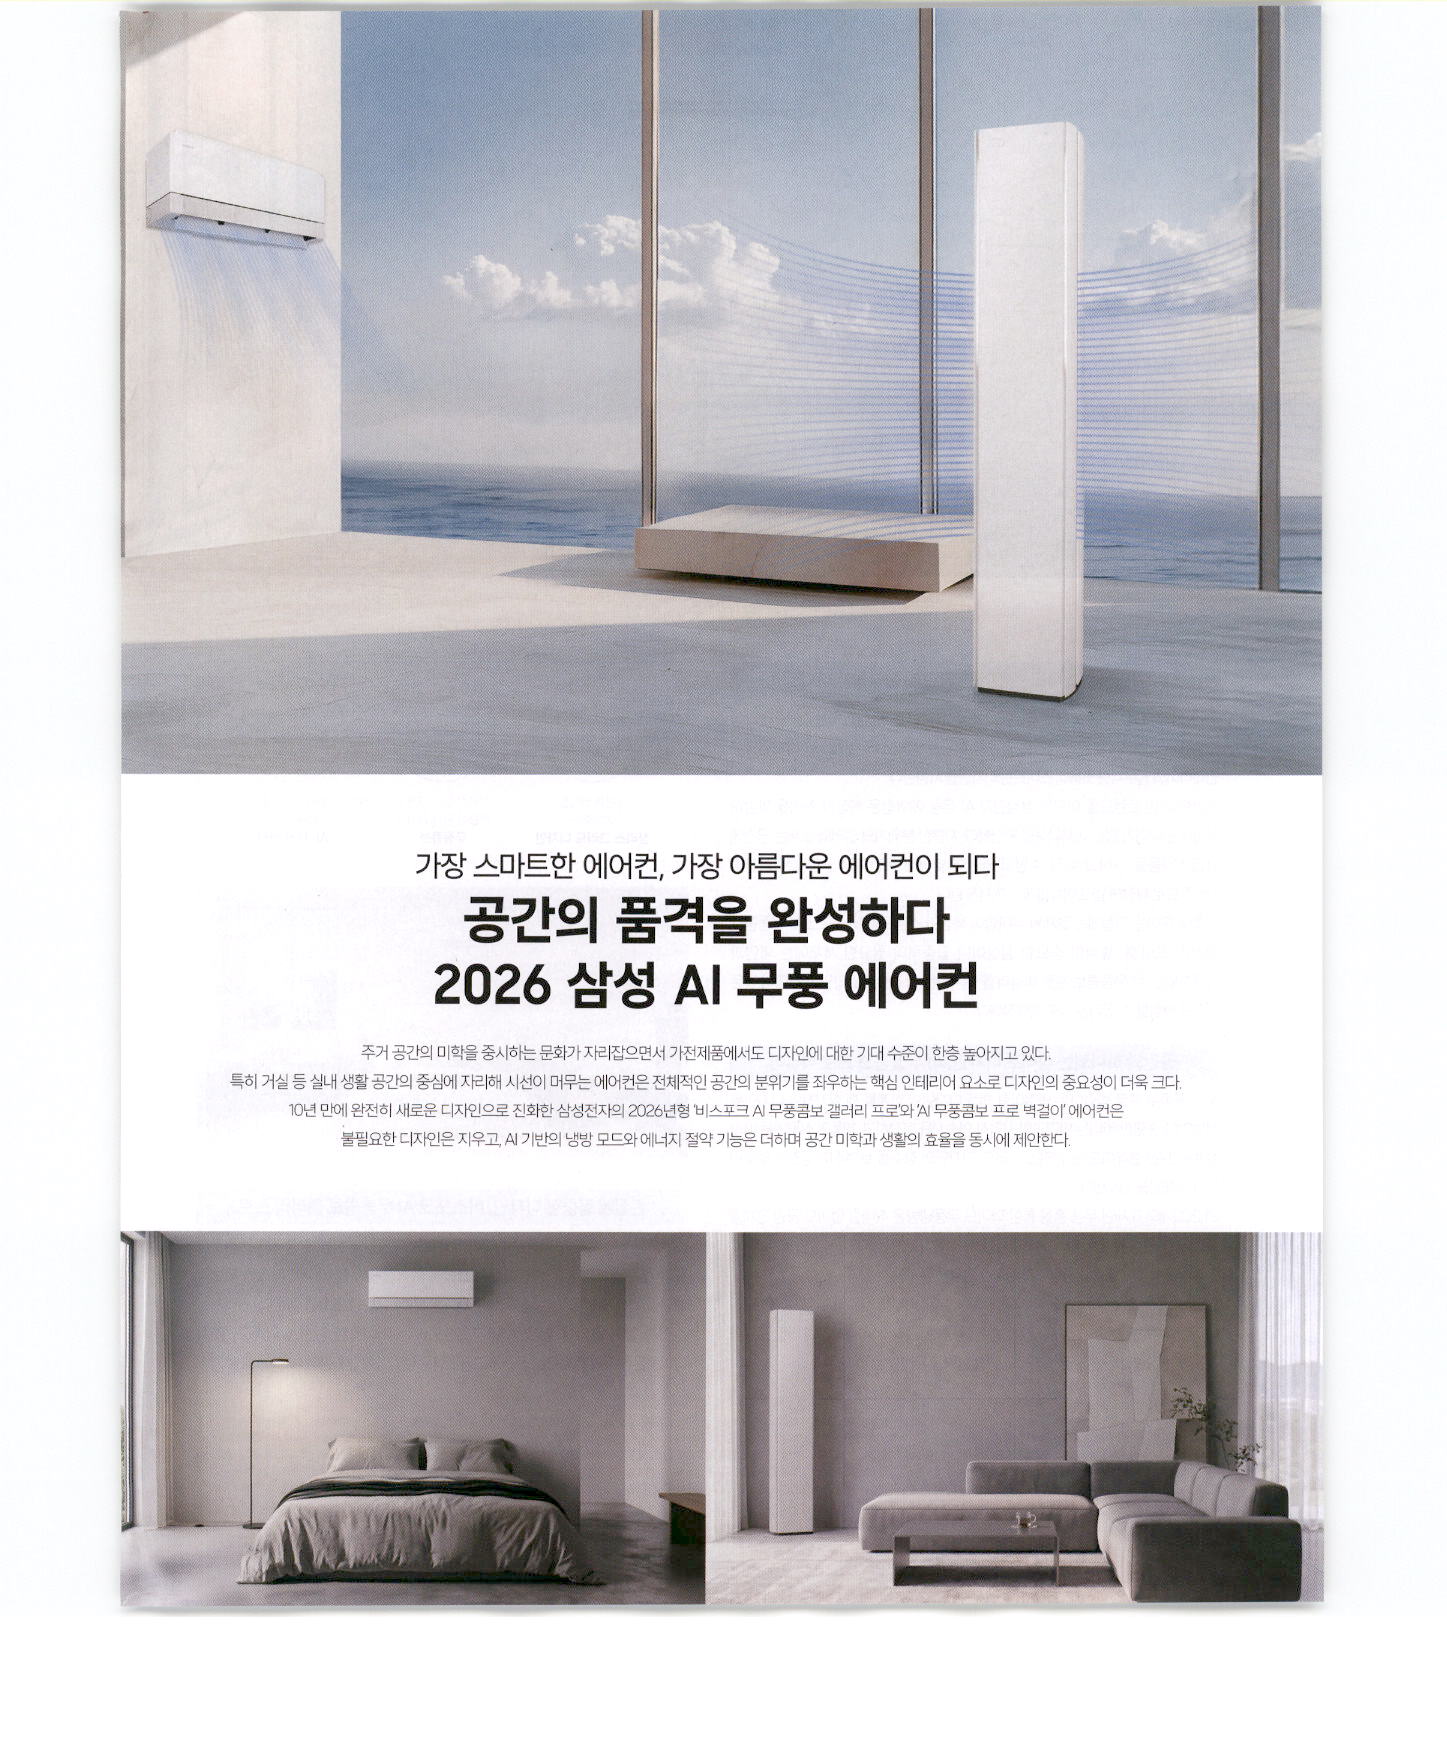 가장 스마트한 에어컨, 가장 아름다운 에어컨이 되다
공간의 품격을 완성하다
2026 삼성 AI 무풍 에어컨
주거 공간의 미학을 중시하는 문화가 자리잡으면서 가전제품에서도 디자인에 대한 기대 수준이 한층 높아지고 있다.
특히 거실 등 실내 생활 공간의 중심에 자리해 시선이 머무는 에어컨은 전체적인 공간의 분위기를 좌우하는 핵심 인테리어 요소로 디자인의 중요성이 더욱 크다.
10년 만에 완전히 새로운 디자인으로 진화한 삼성전자의 2026년형 ‘비스포크 AI 무풍콤보 갤러리 프로’와 ‘AI 무풍콤보 프로 벽걸이’ 에어컨은
불필요한 디자인은 지우고, AI 기반의 냉방 모드와 에너지 절약 기능은 더하며 공간 미학과 생활의 효율을 동시에 제안한다.